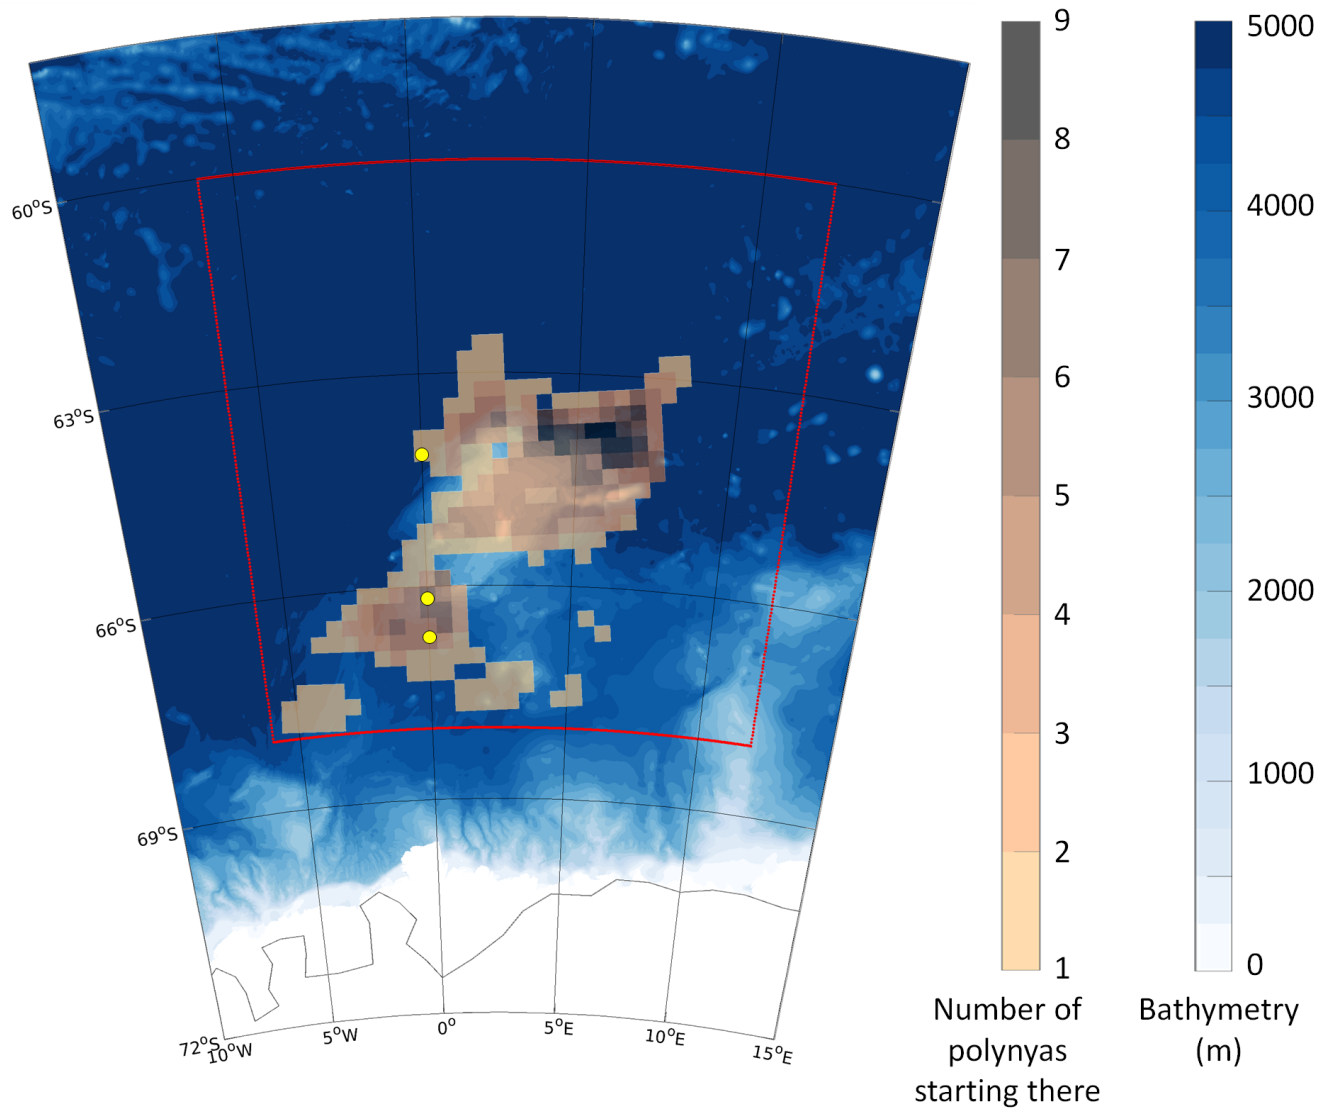 60°S
63°S
66°S
69°S
72°S
10°W
5°W
0°
5°E
10°E
15°E
9
8
7
6
5
4
3
2
1
Number of
polynyas
starting there
5000
4000
3000
2000
1000
0
Bathymetry
(m)